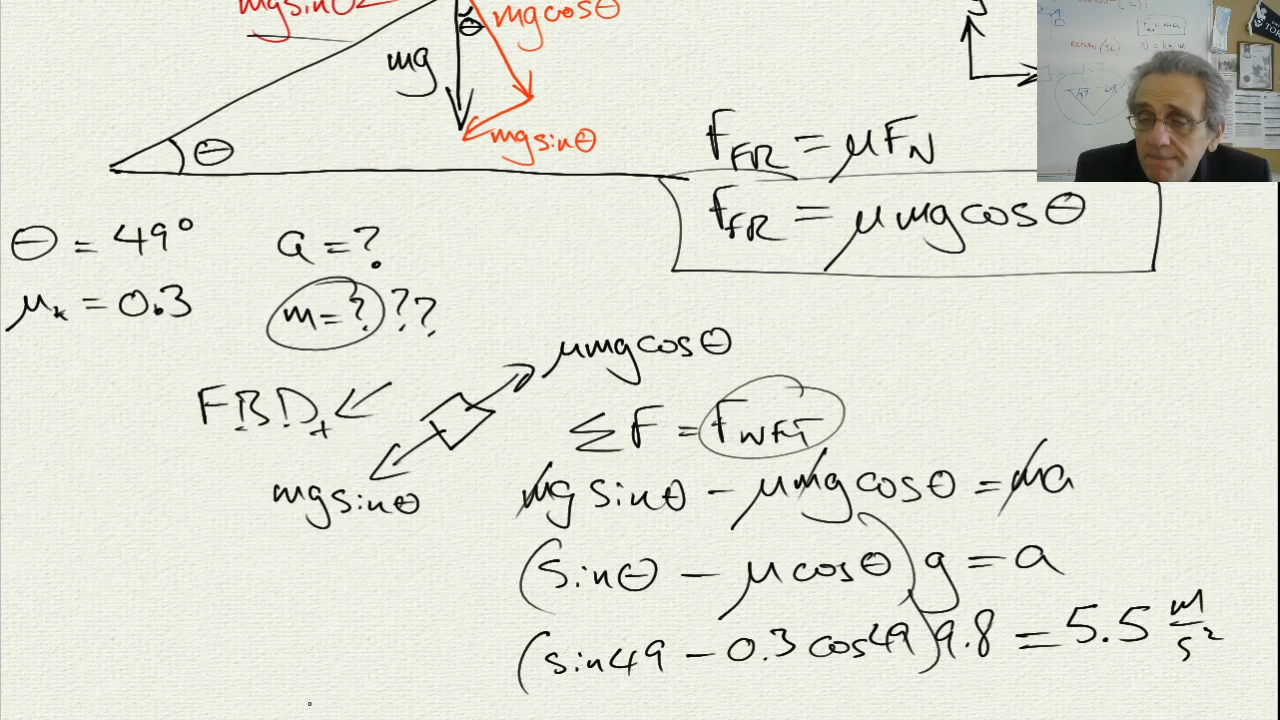 mgsinθ
mgcosθ
θ
mg
mgsinθ
θ
F_FR = μF_N
F_FR = μmgcosθ
θ = 49°
a = ?
μ_k = 0.3
m = ? ??
μmgcosθ
FBD +
ΣF = F_NET
mgsinθ
mgsinθ - μmgcosθ = ma
(sinθ - μcosθ)g = a
(sin49 - 0.3cos49)9.8 = 5.5 m/s²